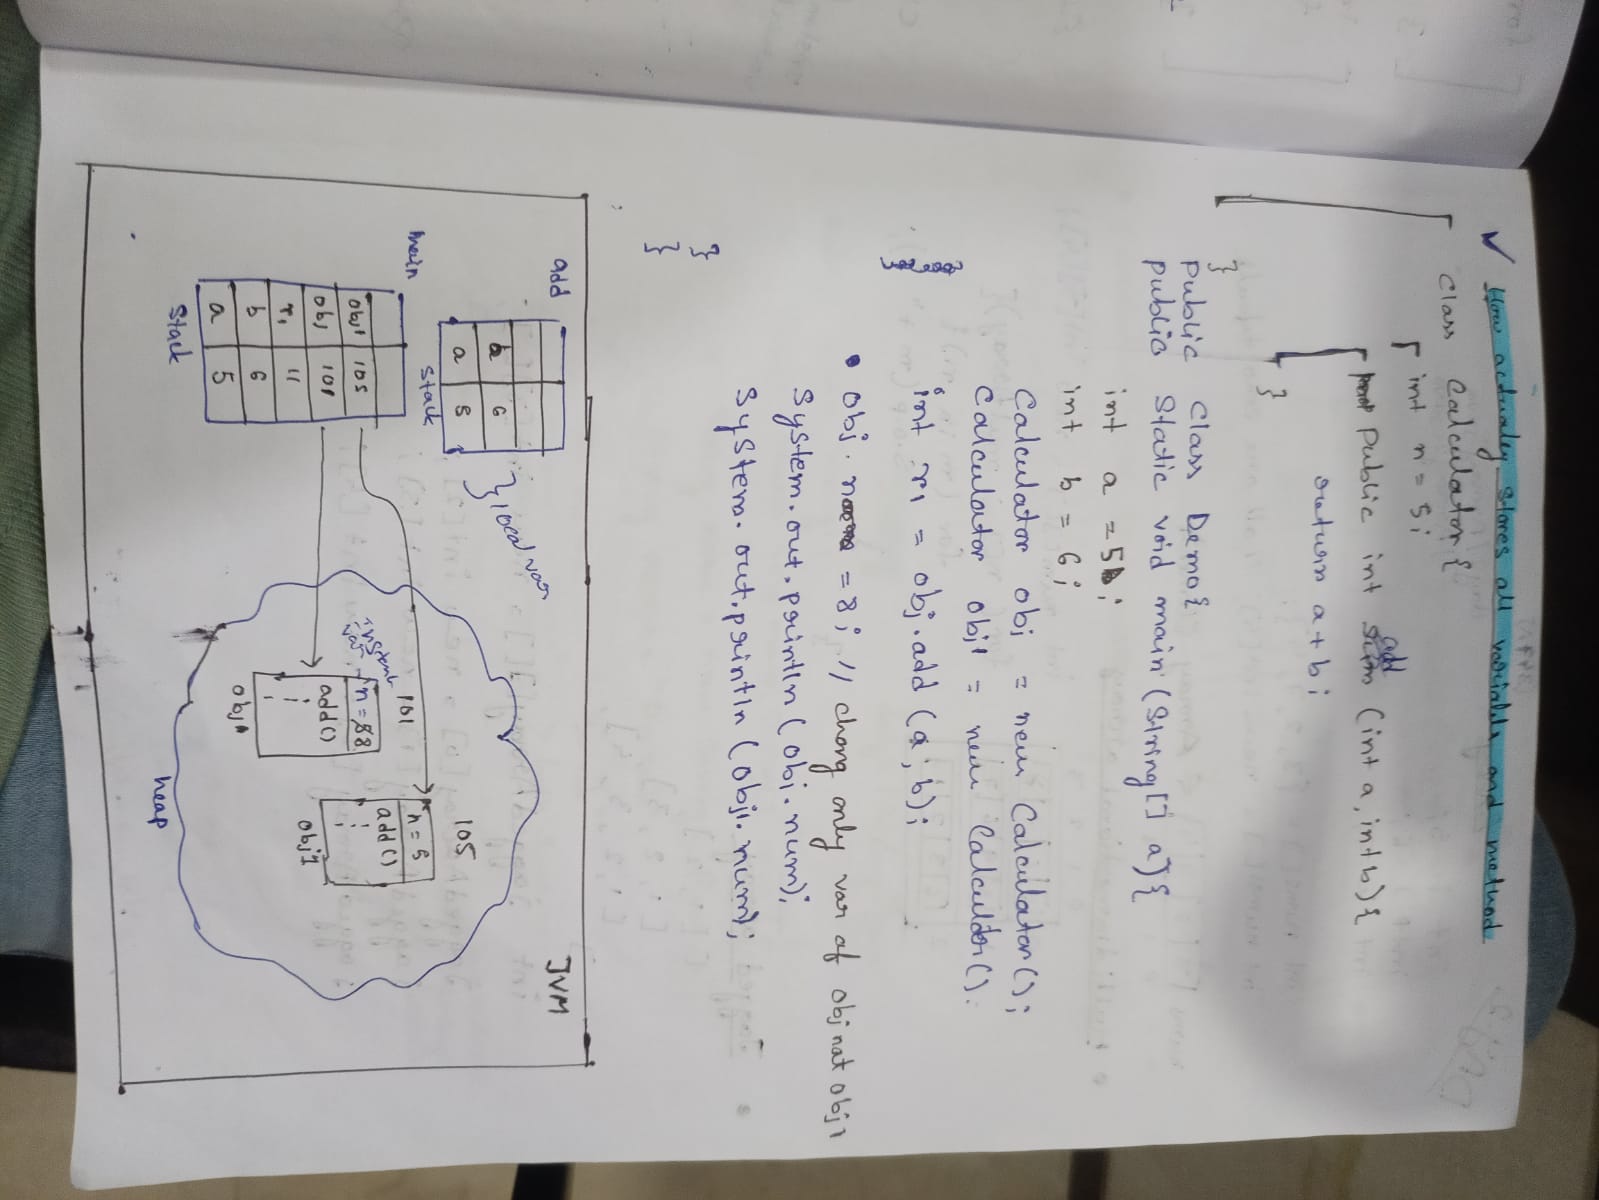 How actualey stores all variable and method
class Calculator {
int n = 5;
Public int add (int a, int b) {
return a + b;
}
}
Public Class Demo {
public Static void main (String [] a) {
int a = 5;
int b = 6;
Calculator obj = new Calculator();
Calculator obj1 = new Calculator().
int r1 = obj.add (a; b);
• obj. n = 8; // chang only var of obj not obj1
System.out.println (obj.num);
System.out.println (obj1.num);
}
}
JVM
add
b 6
a 5
local var
Stack
main
obj1 105
obj 101
r1 11
b 6
a 5
Stack
105
n = 5
add()
obj1
101
var
n = 8
add()
obj
heap